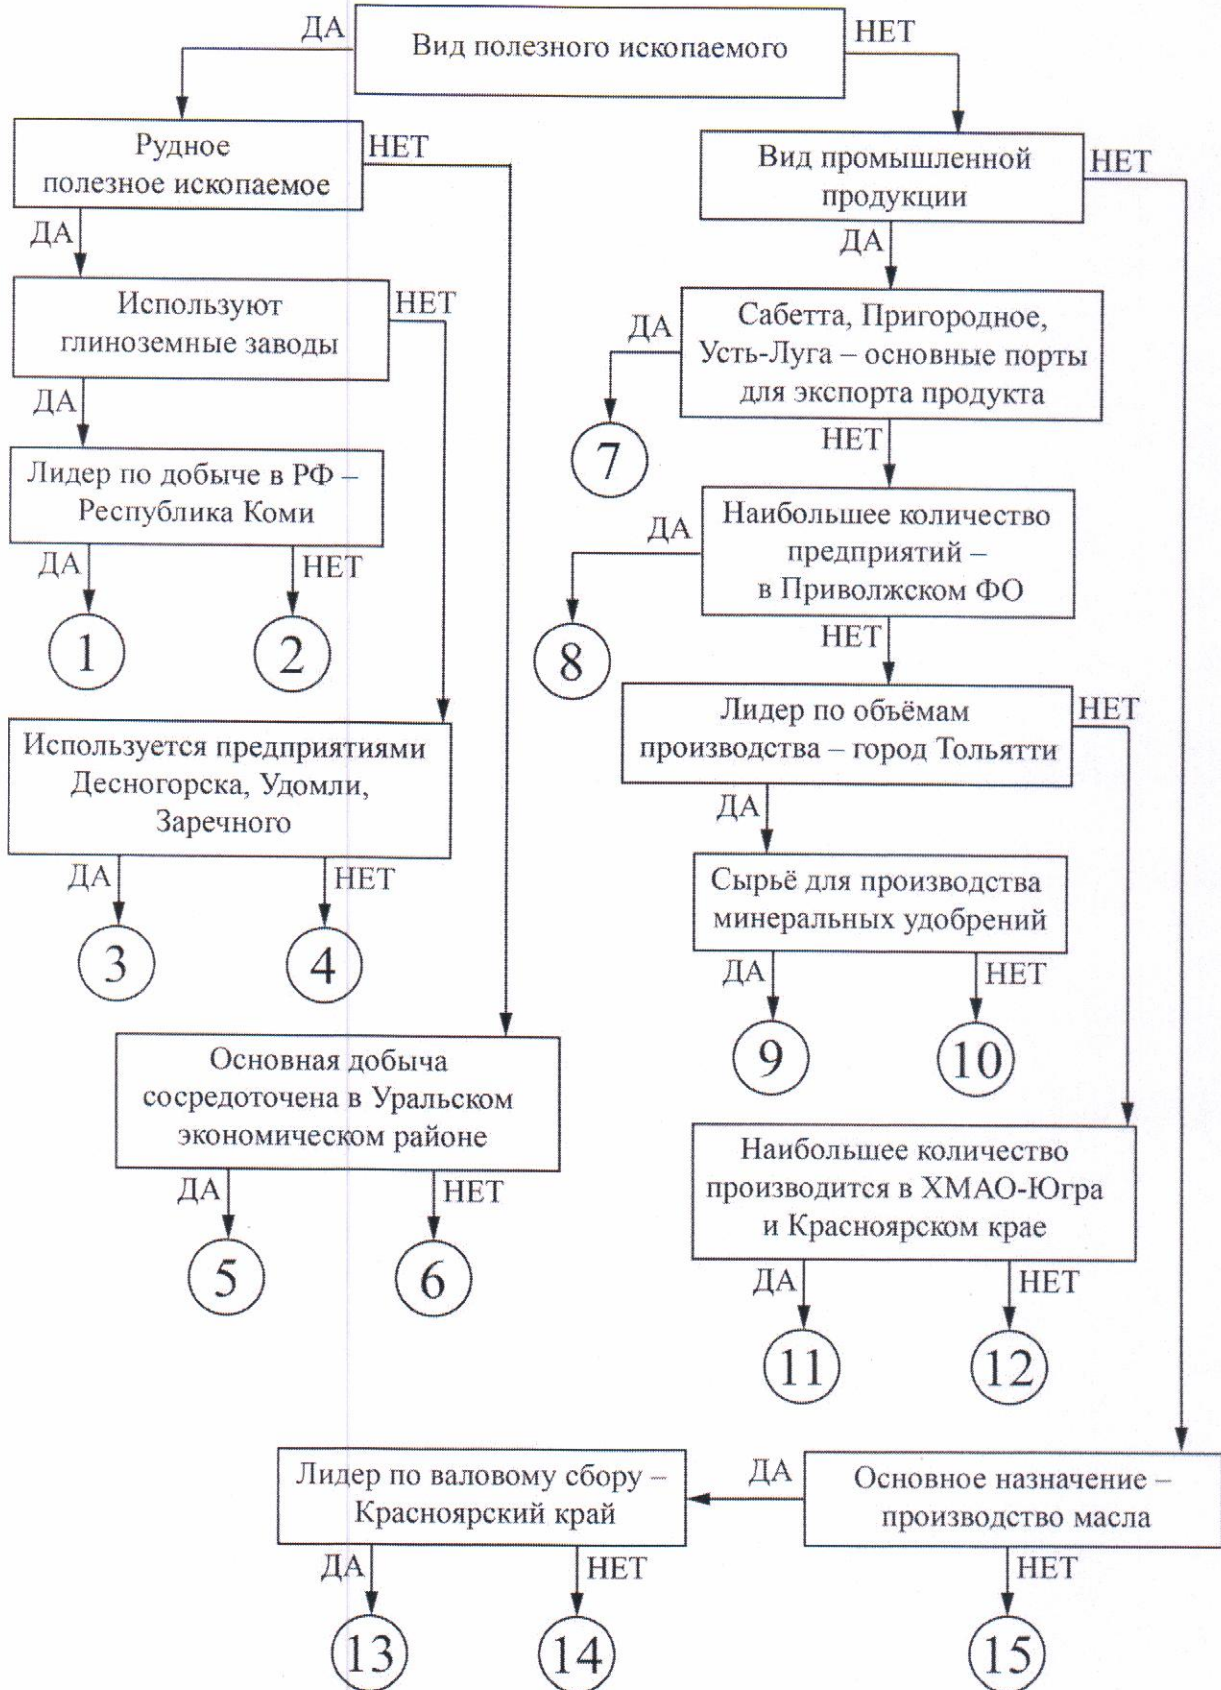 ДА
Вид полезного ископаемого
НЕТ
Рудное
полезное ископаемое
НЕТ
Вид промышленной
продукции
НЕТ
ДА
ДА
Используют
глиноземные заводы
НЕТ
ДА
Сабетта, Пригородное,
Усть-Луга – основные порты
для экспорта продукта
ДА
НЕТ
7
Лидер по добыче в РФ –
Республика Коми
ДА
Наибольшее количество
предприятий –
в Приволжском ФО
ДА
НЕТ
НЕТ
1
2
8
Лидер по объёмам
производства – город Тольятти
НЕТ
Используется предприятиями
Десногорска, Удомли,
Заречного
ДА
ДА
НЕТ
Сырьё для производства
минеральных удобрений
3
4
ДА
НЕТ
9
10
Основная добыча
сосредоточена в Уральском
экономическом районе
Наибольшее количество
производится в ХМАО-Югра
и Красноярском крае
ДА
НЕТ
5
6
ДА
НЕТ
11
12
Лидер по валовому сбору –
Красноярский край
ДА
Основное назначение –
производство масла
ДА
НЕТ
НЕТ
13
14
15